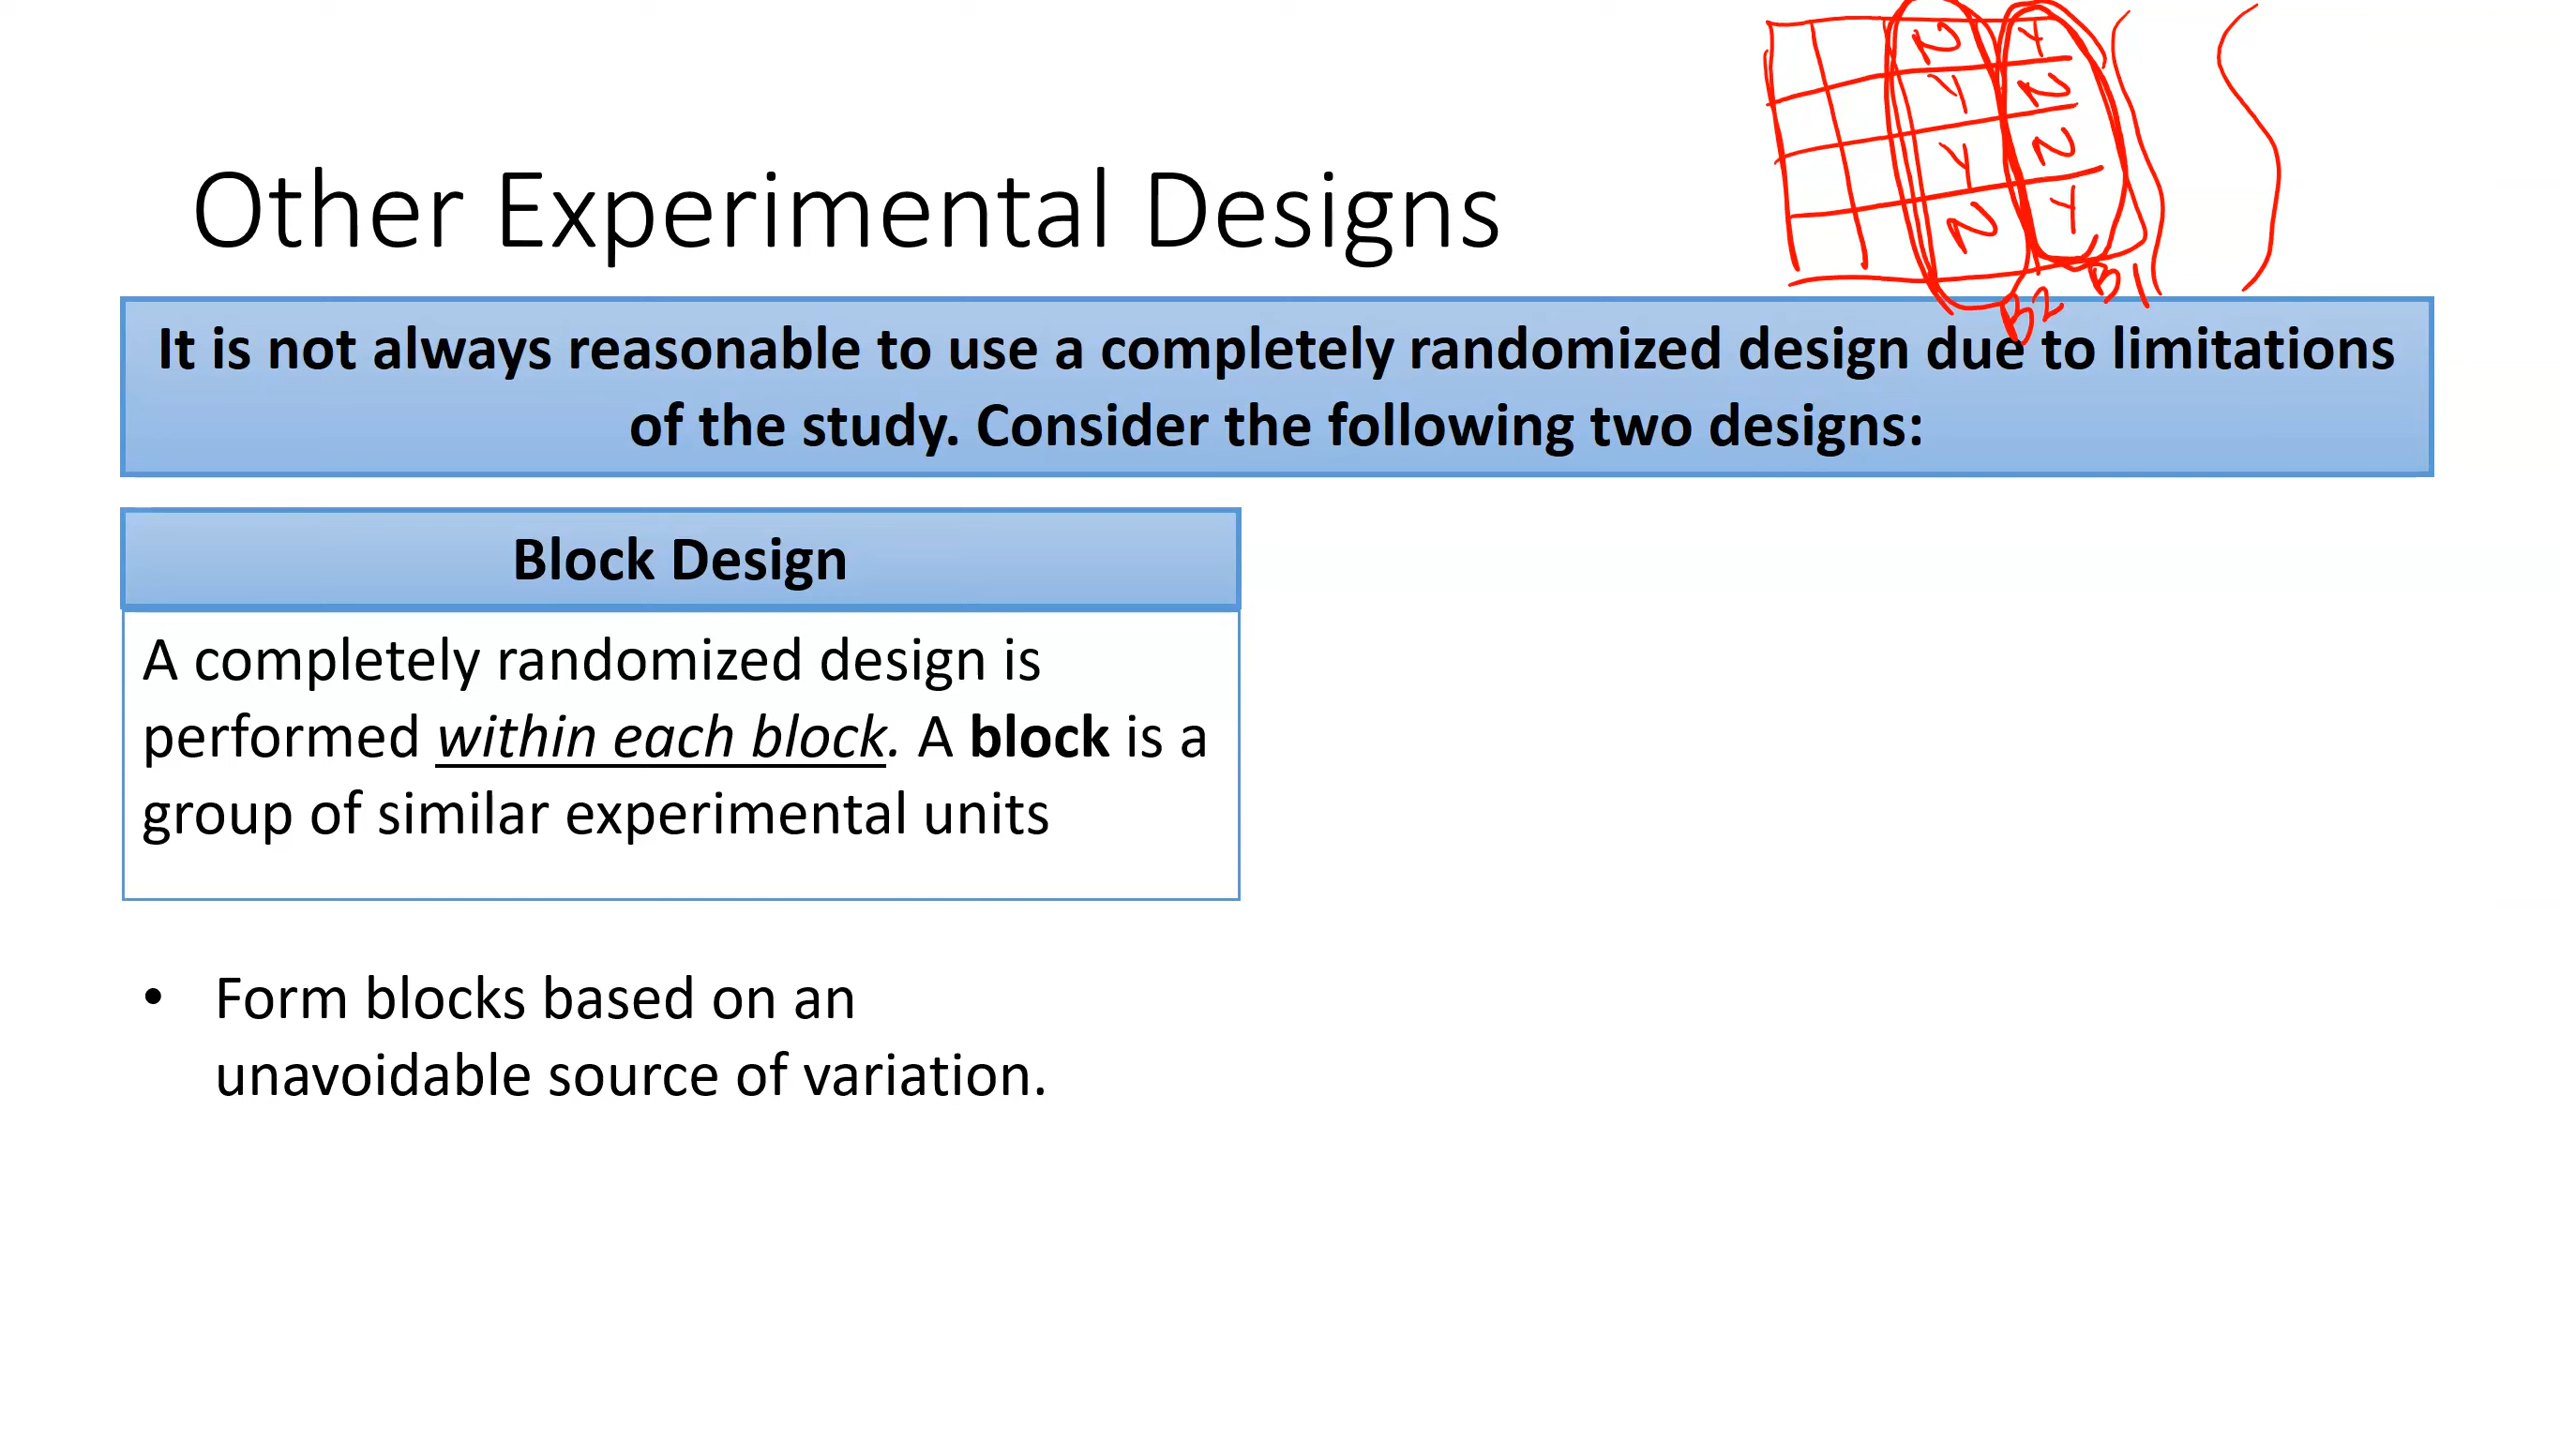 Other Experimental Designs
N Y
Y N
Y N
N Y
B2 B1
It is not always reasonable to use a completely randomized design due to limitations
of the study. Consider the following two designs:
Block Design
A completely randomized design is
performed within each block. A block is a
group of similar experimental units
• Form blocks based on an
unavoidable source of variation.